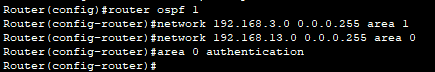 Router(config)#router ospf 1
Router(config-router)#network 192.168.3.0 0.0.0.255 area 1
Router(config-router)#network 192.168.13.0 0.0.0.255 area 0
Router(config-router)#area 0 authentication
Router(config-router)#